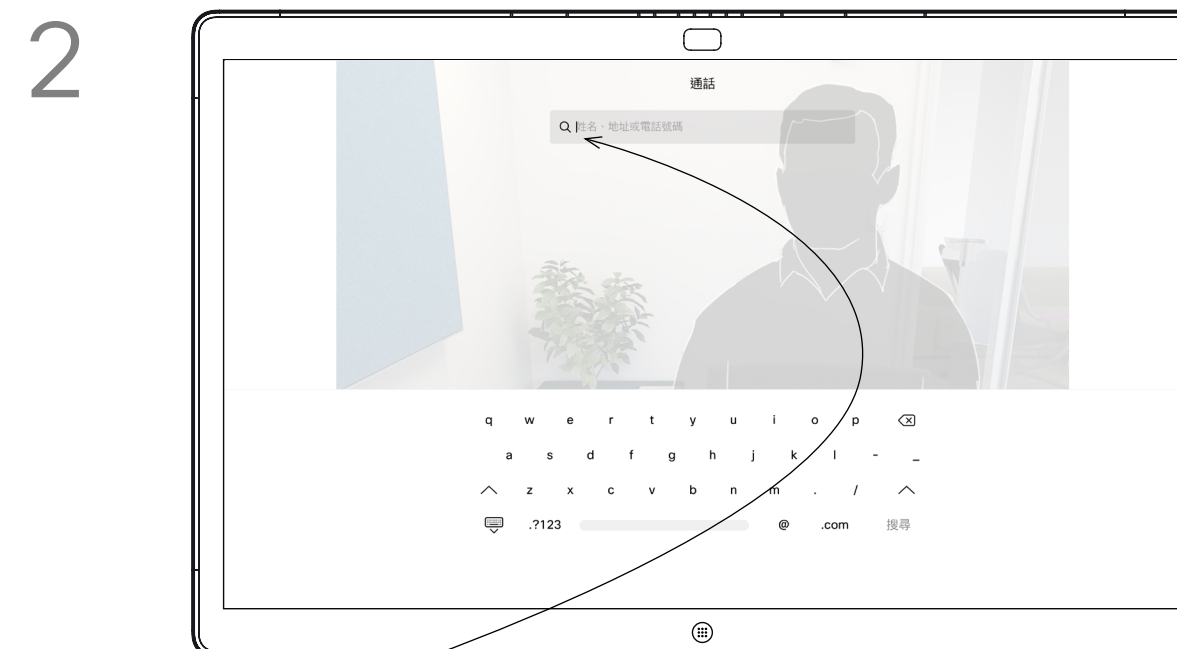 2
通話
姓名、地址或電話號碼
q w e r t y u i o p
a s d f g h j k l - _
z x c v b n m . /
.?123 @ .com 搜尋